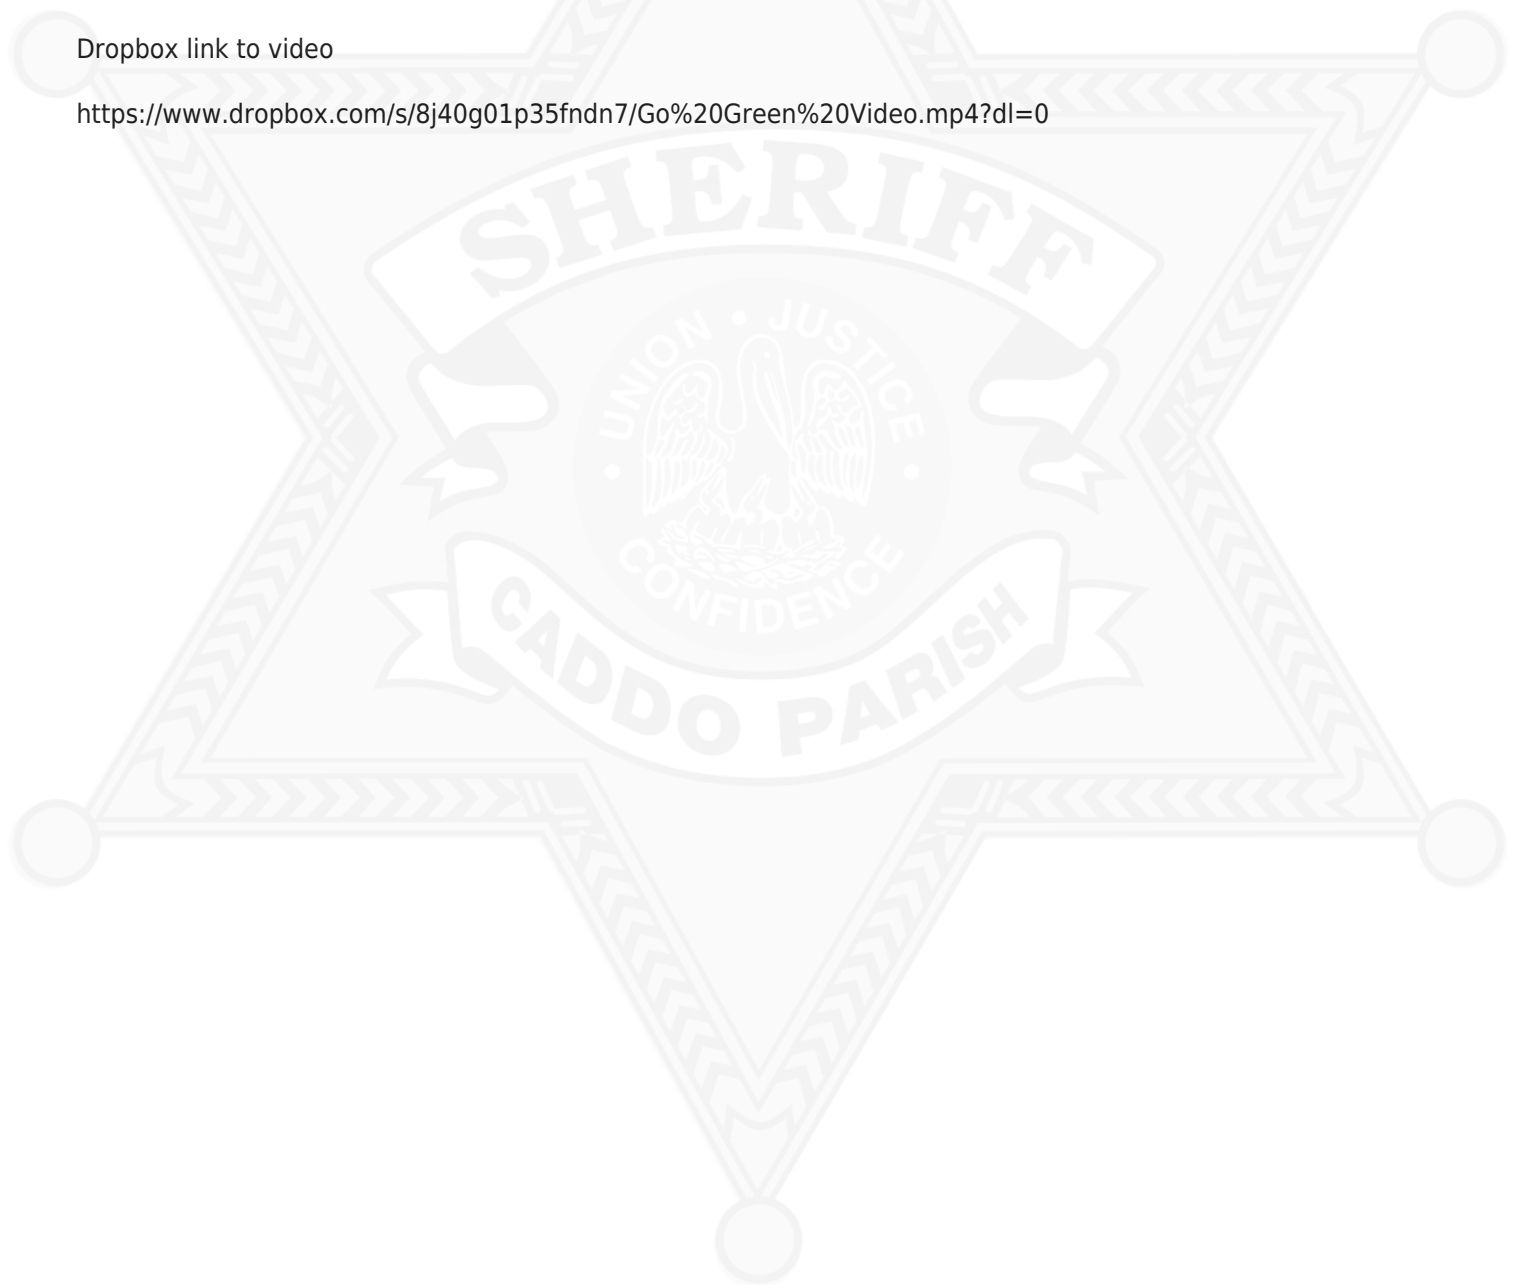 Dropbox link to video
https://www.dropbox.com/s/8j40g01p35fndn7/Go%20Green%20Video.mp4?dl=0
SHERIFF
UNION • JUSTICE
• CONFIDENCE •
CADDO PARISH